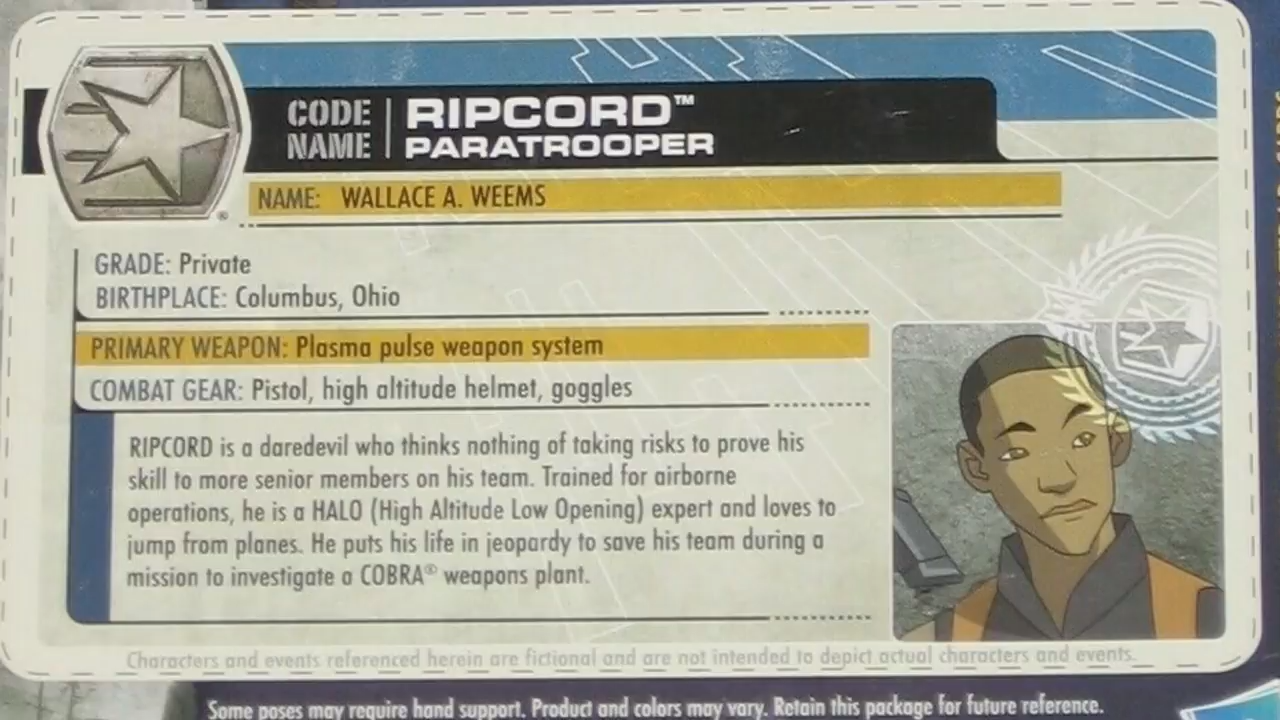 CODE NAME
RIPCORD™
PARATROOPER
NAME: WALLACE A. WEEMS
®
GRADE: Private
BIRTHPLACE: Columbus, Ohio
PRIMARY WEAPON: Plasma pulse weapon system
COMBAT GEAR: Pistol, high altitude helmet, goggles
RIPCORD is a daredevil who thinks nothing of taking risks to prove his
skill to more senior members on his team. Trained for airborne
operations, he is a HALO (High Altitude Low Opening) expert and loves to
jump from planes. He puts his life in jeopardy to save his team during a
mission to investigate a COBRA® weapons plant.
Characters and events referenced herein are fictional and are not intended to depict actual characters and events.
Some poses may require hand support. Product and colors may vary. Retain this package for future reference.